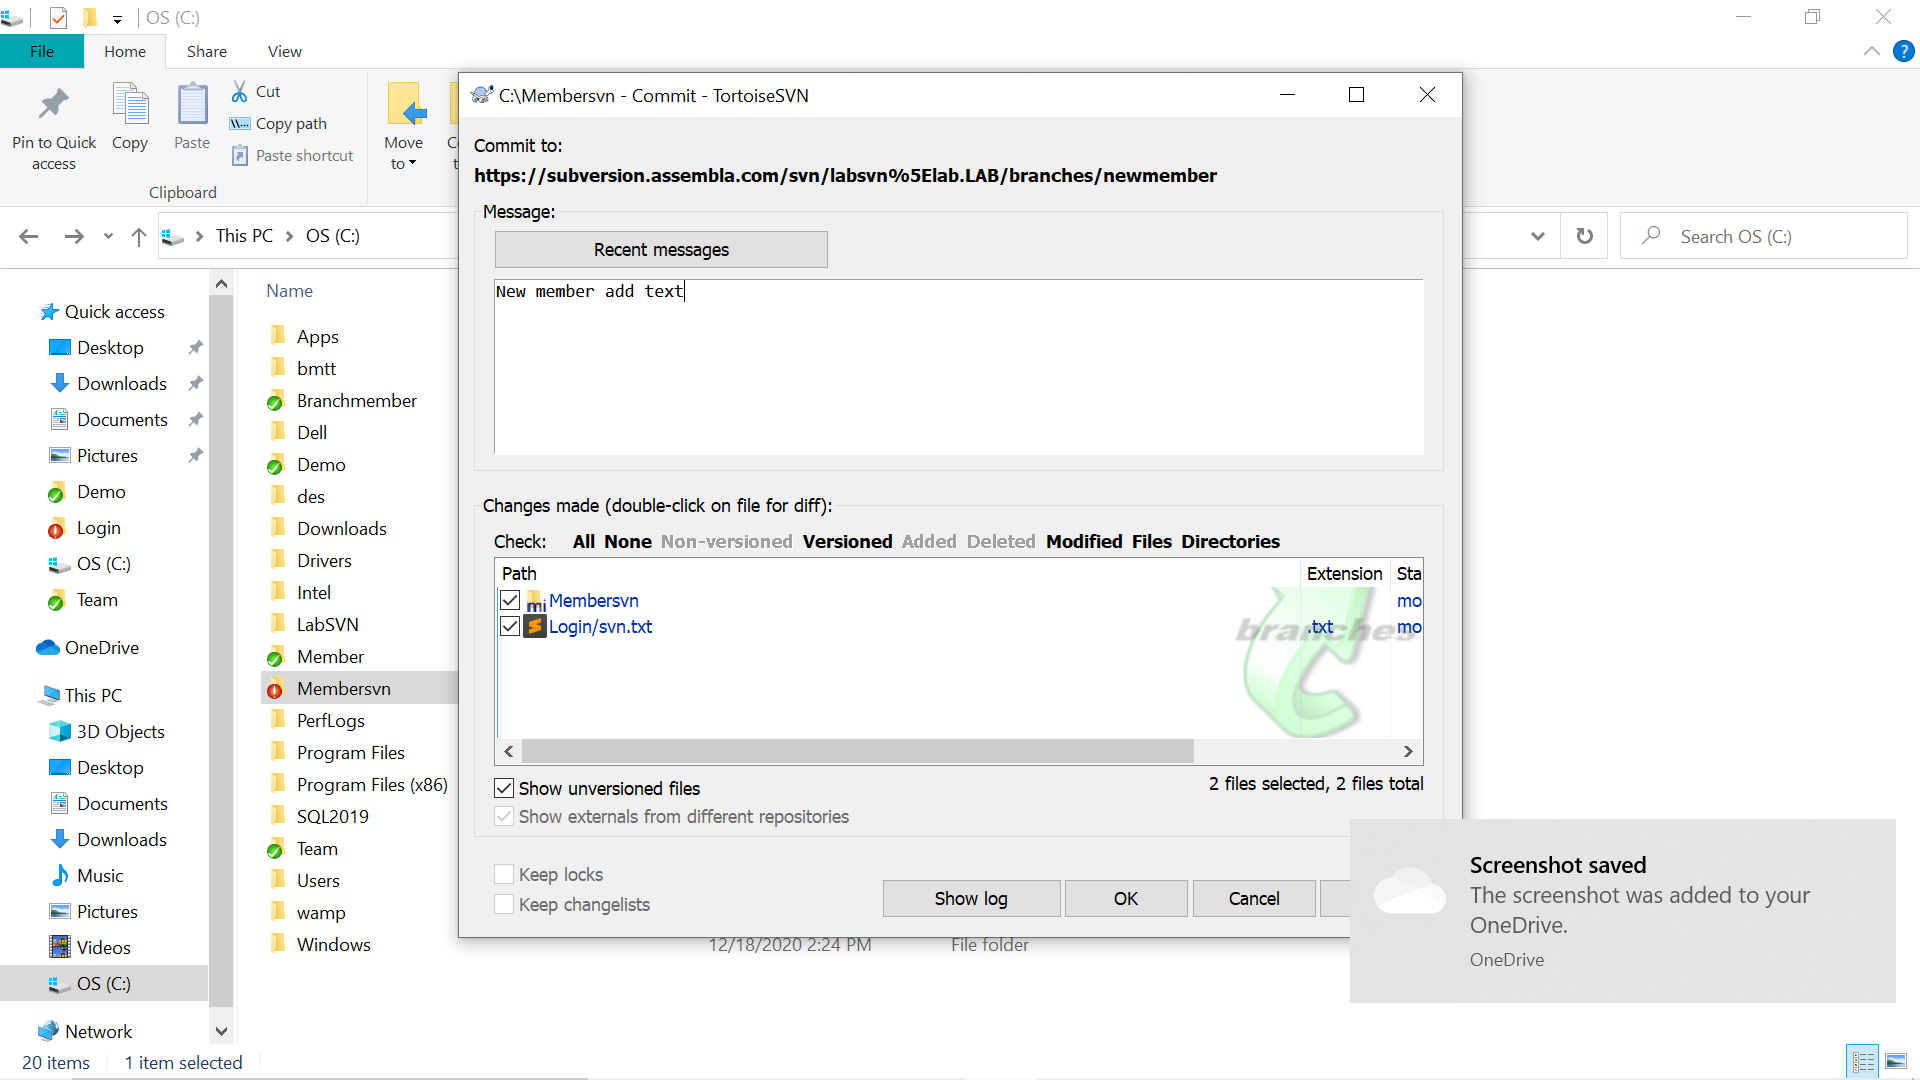 OS (C:)
File
Home
Share
View
Pin to Quick access
Copy
Paste
Cut
Copy path
Paste shortcut
Move to
Clipboard
This PC
OS (C:)
Search OS (C:)
Quick access
Desktop
Downloads
Documents
Pictures
Demo
Login
OS (C:)
Team
OneDrive
This PC
3D Objects
Desktop
Documents
Downloads
Music
Pictures
Videos
OS (C:)
Network
Name
Apps
bmtt
Branchmember
Dell
Demo
des
Downloads
Drivers
Intel
LabSVN
Member
Membersvn
PerfLogs
Program Files
Program Files (x86)
SQL2019
Team
Users
wamp
Windows
12/18/2020 2:24 PM
File folder
C:\Membersvn - Commit - TortoiseSVN
Commit to:
https://subversion.assembla.com/svn/labsvn%5Elab.LAB/branches/newmember
Message:
Recent messages
New member add text
Changes made (double-click on file for diff):
Check: All None Non-versioned Versioned Added Deleted Modified Files Directories
Path Extension Sta
Membersvn mo
Login/svn.txt .txt mo
branches
Show unversioned files
2 files selected, 2 files total
Show externals from different repositories
Keep locks
Keep changelists
Show log
OK
Cancel
Screenshot saved
The screenshot was added to your
OneDrive.
OneDrive
20 items
1 item selected